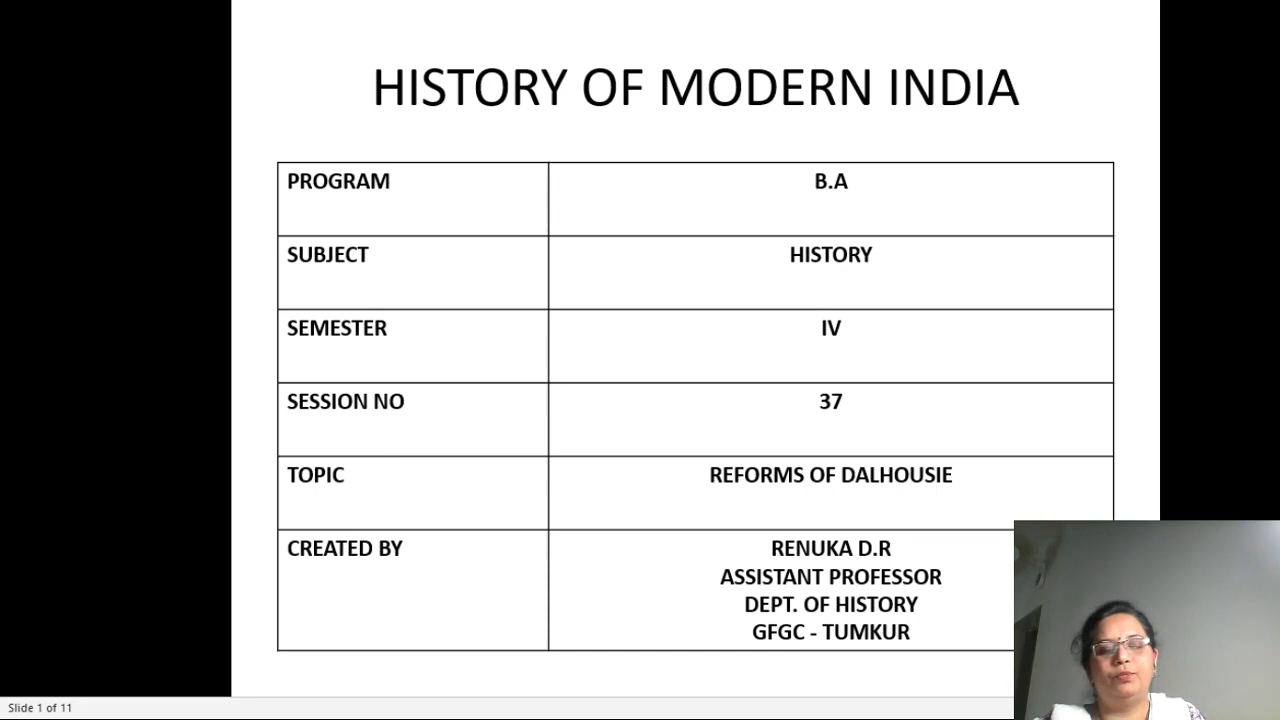 HISTORY OF MODERN INDIA
PROGRAM
B.A
SUBJECT
HISTORY
SEMESTER
IV
SESSION NO
37
TOPIC
REFORMS OF DALHOUSIE
CREATED BY
RENUKA D.R
ASSISTANT PROFESSOR
DEPT. OF HISTORY
GFGC - TUMKUR
Slide 1 of 11